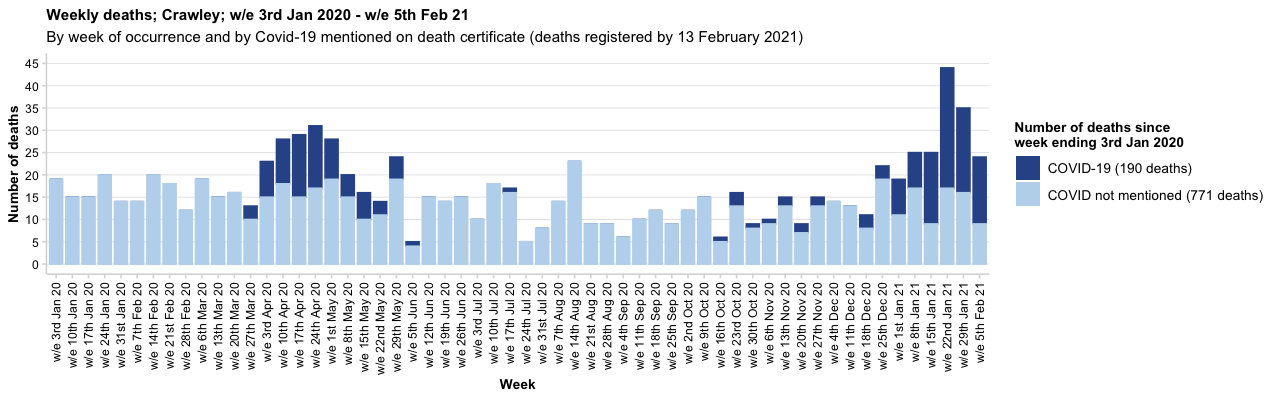 Weekly deaths; Crawley; w/e 3rd Jan 2020 - w/e 5th Feb 21
By week of occurrence and by Covid-19 mentioned on death certificate (deaths registered by 13 February 2021)
Number of deaths
45
40
35
30
25
20
15
10
5
0
w/e 3rd Jan 20
w/e 10th Jan 20
w/e 17th Jan 20
w/e 24th Jan 20
w/e 31st Jan 20
w/e 7th Feb 20
w/e 14th Feb 20
w/e 21st Feb 20
w/e 28th Feb 20
w/e 6th Mar 20
w/e 13th Mar 20
w/e 20th Mar 20
w/e 27th Mar 20
w/e 3rd Apr 20
w/e 10th Apr 20
w/e 17th Apr 20
w/e 24th Apr 20
w/e 1st May 20
w/e 8th May 20
w/e 15th May 20
w/e 22nd May 20
w/e 29th May 20
w/e 5th Jun 20
w/e 12th Jun 20
w/e 19th Jun 20
w/e 26th Jun 20
w/e 3rd Jul 20
w/e 10th Jul 20
w/e 17th Jul 20
w/e 24th Jul 20
w/e 31st Jul 20
w/e 7th Aug 20
w/e 14th Aug 20
w/e 21st Aug 20
w/e 28th Aug 20
w/e 4th Sep 20
w/e 11th Sep 20
w/e 18th Sep 20
w/e 25th Sep 20
w/e 2nd Oct 20
w/e 9th Oct 20
w/e 16th Oct 20
w/e 23rd Oct 20
w/e 30th Oct 20
w/e 6th Nov 20
w/e 13th Nov 20
w/e 20th Nov 20
w/e 27th Nov 20
w/e 4th Dec 20
w/e 11th Dec 20
w/e 18th Dec 20
w/e 25th Dec 20
w/e 1st Jan 21
w/e 8th Jan 21
w/e 15th Jan 21
w/e 22nd Jan 21
w/e 29th Jan 21
w/e 5th Feb 21
Week
Number of deaths since
week ending 3rd Jan 2020
COVID-19 (190 deaths)
COVID not mentioned (771 deaths)